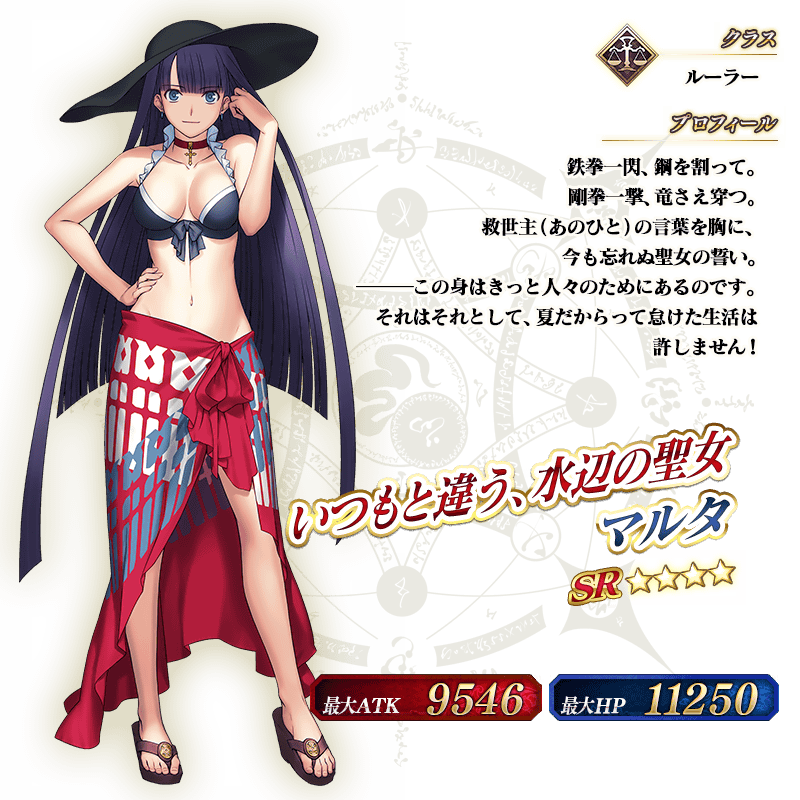 クラス
ルーラー
プロフィール
鉄拳一閃、鋼を割って。
剛拳一撃、竜さえ穿つ。
救世主(あのひと)の言葉を胸に、
今も忘れぬ聖女の誓い。
———この身はきっと人々のためにあるのです。
それはそれとして、夏だからって怠けた生活は
許しません！
いつもと違う、水辺の聖女
マルタ
SR
最大ATK 9546
最大HP 11250